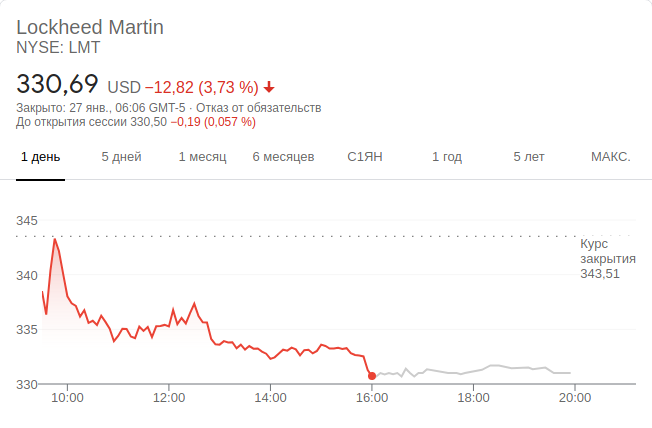 Lockheed Martin
NYSE: LMT
330,69 USD −12,82 (3,73 %)
Закрыто: 27 янв., 06:06 GMT-5 · Отказ от обязательств
До открытия сессии 330,50 −0,19 (0,057 %)
1 день 5 дней 1 месяц 6 месяцев С1ЯН 1 год 5 лет МАКС.
345
Курс
закрытия
343,51
340
335
330
10:00 12:00 14:00 16:00 18:00 20:00